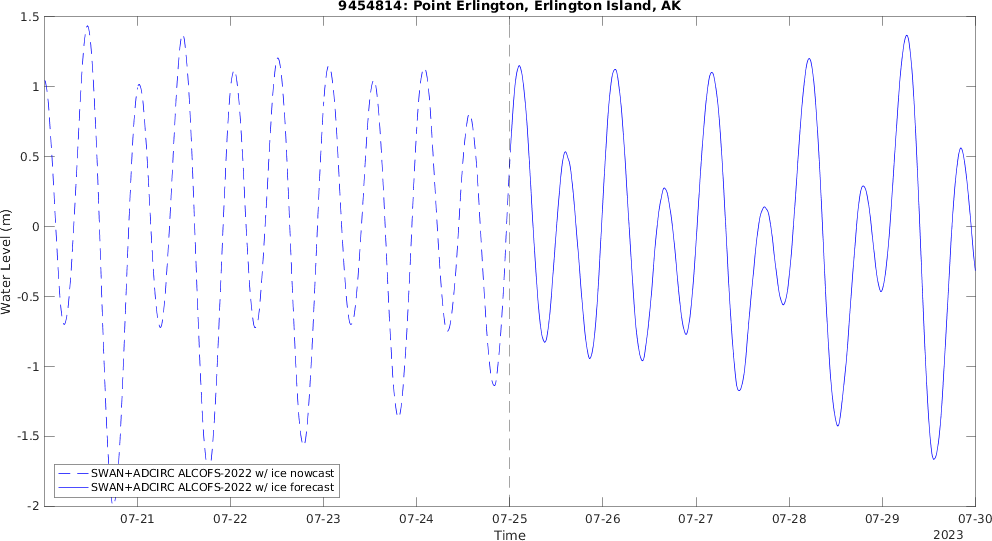 9454814: Point Erlington, Erlington Island, AK
1.5
1
0.5
0
-0.5
-1
-1.5
-2
Water Level (m)
SWAN+ADCIRC ALCOFS-2022 w/ ice nowcast
SWAN+ADCIRC ALCOFS-2022 w/ ice forecast
07-21 07-22 07-23 07-24 07-25 07-26 07-27 07-28 07-29 07-30
Time
2023